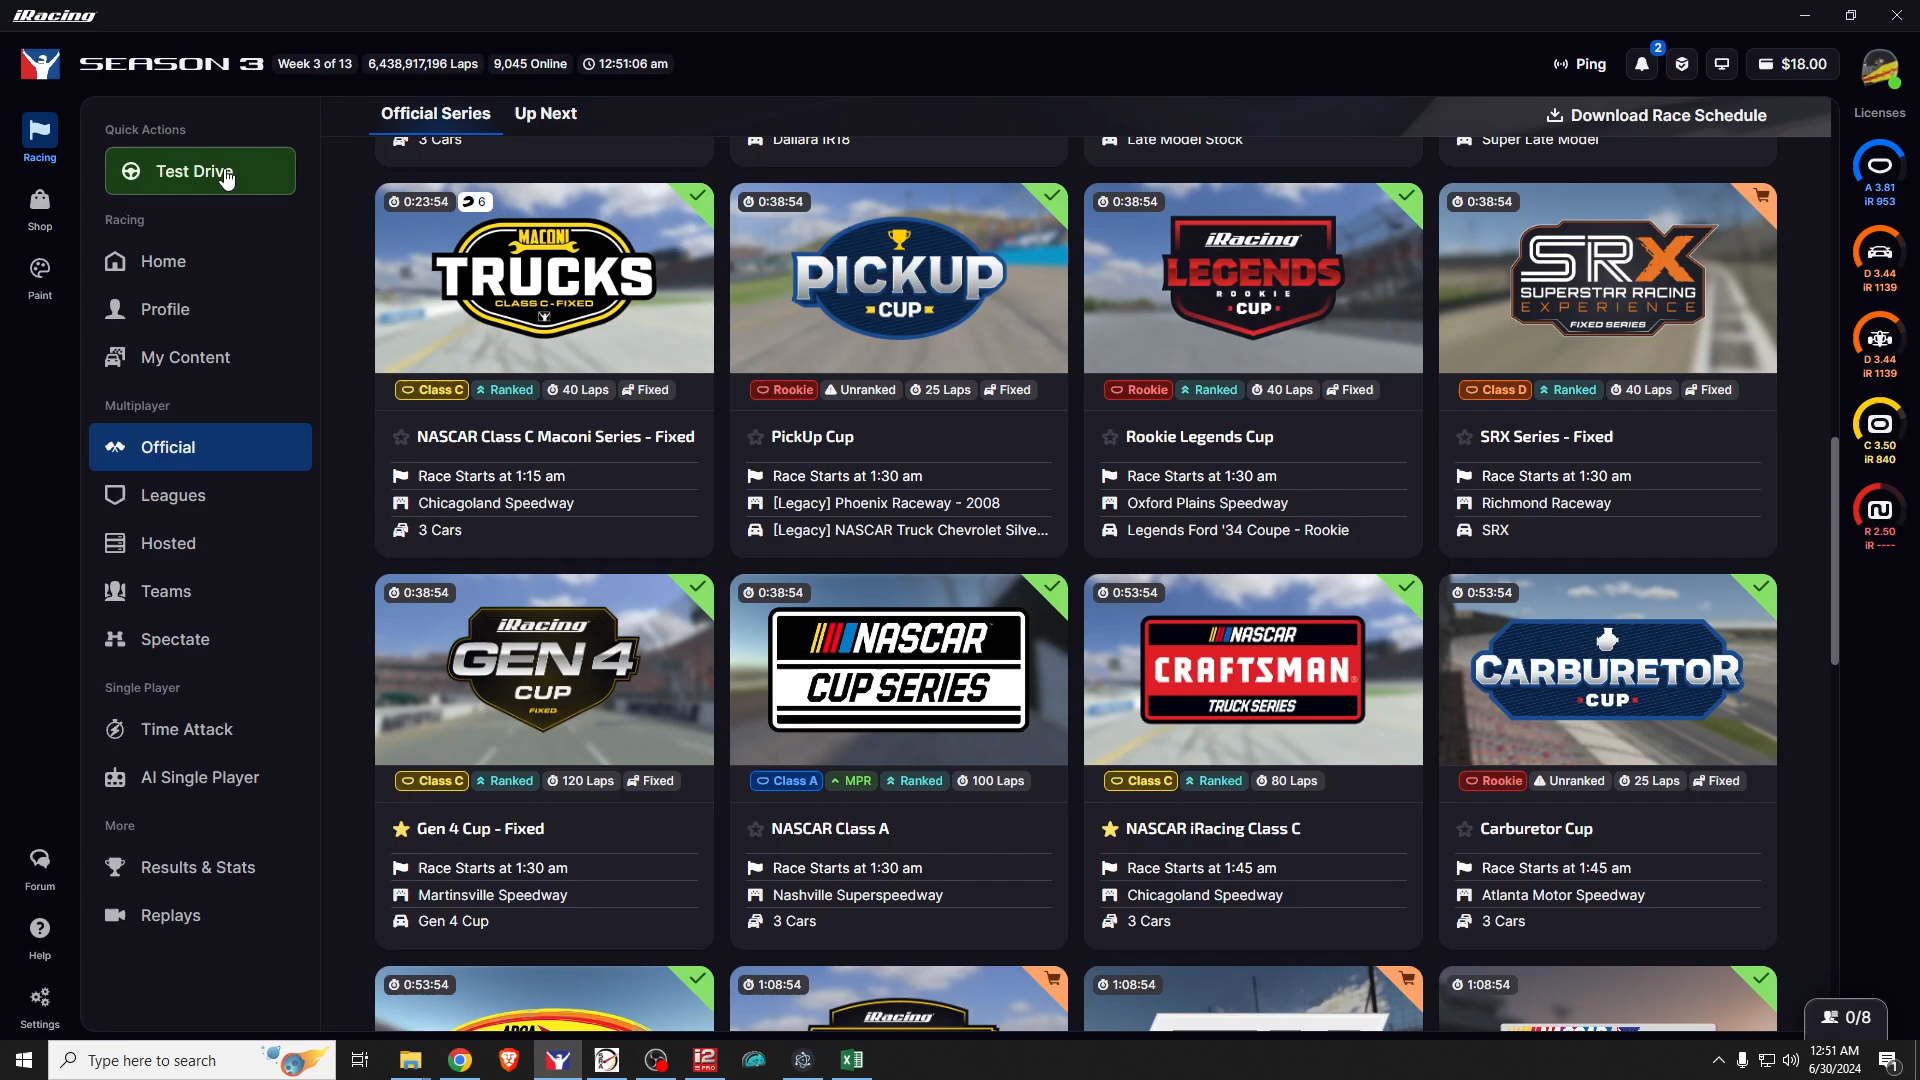 iRacing
SEASON 3
Week 3 of 13
6,438,917,196 Laps
9,045 Online
12:51:06 am
Ping
2
$18.00
Racing
Shop
Paint
Forum
Help
Settings
Quick Actions
Test Drive
Racing
Home
Profile
My Content
Multiplayer
Official
Leagues
Hosted
Teams
Spectate
Single Player
Time Attack
AI Single Player
More
Results & Stats
Replays
Official Series
Up Next
Download Race Schedule
3 Cars
Dallara IR18
Late Model Stock
Super Late Model
0:23:54
6
MACONI
TRUCKS
CLASS C-FIXED
Class C
Ranked
40 Laps
Fixed
NASCAR Class C Maconi Series - Fixed
Race Starts at 1:15 am
Chicagoland Speedway
3 Cars
0:38:54
PICKUP
CUP
Rookie
Unranked
25 Laps
Fixed
PickUp Cup
Race Starts at 1:30 am
[Legacy] Phoenix Raceway - 2008
[Legacy] NASCAR Truck Chevrolet Silve...
0:38:54
iRacing
LEGENDS
ROOKIE
CUP
Rookie
Ranked
40 Laps
Fixed
Rookie Legends Cup
Race Starts at 1:30 am
Oxford Plains Speedway
Legends Ford '34 Coupe - Rookie
0:38:54
SRX
SUPERSTAR RACING
EXPERIENCE
FIXED SERIES
Class D
Ranked
40 Laps
Fixed
SRX Series - Fixed
Race Starts at 1:30 am
Richmond Raceway
SRX
0:38:54
iRacing
GEN 4
CUP
FIXED
Class C
Ranked
120 Laps
Fixed
Gen 4 Cup - Fixed
Race Starts at 1:30 am
Martinsville Speedway
Gen 4 Cup
0:38:54
NASCAR
CUP SERIES
Class A
MPR
Ranked
100 Laps
NASCAR Class A
Race Starts at 1:30 am
Nashville Superspeedway
3 Cars
0:53:54
NASCAR
CRAFTSMAN
TRUCK SERIES
Class C
Ranked
80 Laps
NASCAR iRacing Class C
Race Starts at 1:45 am
Chicagoland Speedway
3 Cars
0:53:54
CARBURETOR
CUP
Rookie
Unranked
25 Laps
Fixed
Carburetor Cup
Race Starts at 1:45 am
Atlanta Motor Speedway
3 Cars
0:53:54
1:08:54
iRacing
1:08:54
1:08:54
Licenses
A 3.81
iR 953
D 3.44
iR 1139
D 3.44
iR 1139
C 3.50
iR 840
R 2.50
iR ----
0/8
Type here to search
i2
PRO
12:51 AM
6/30/2024
1